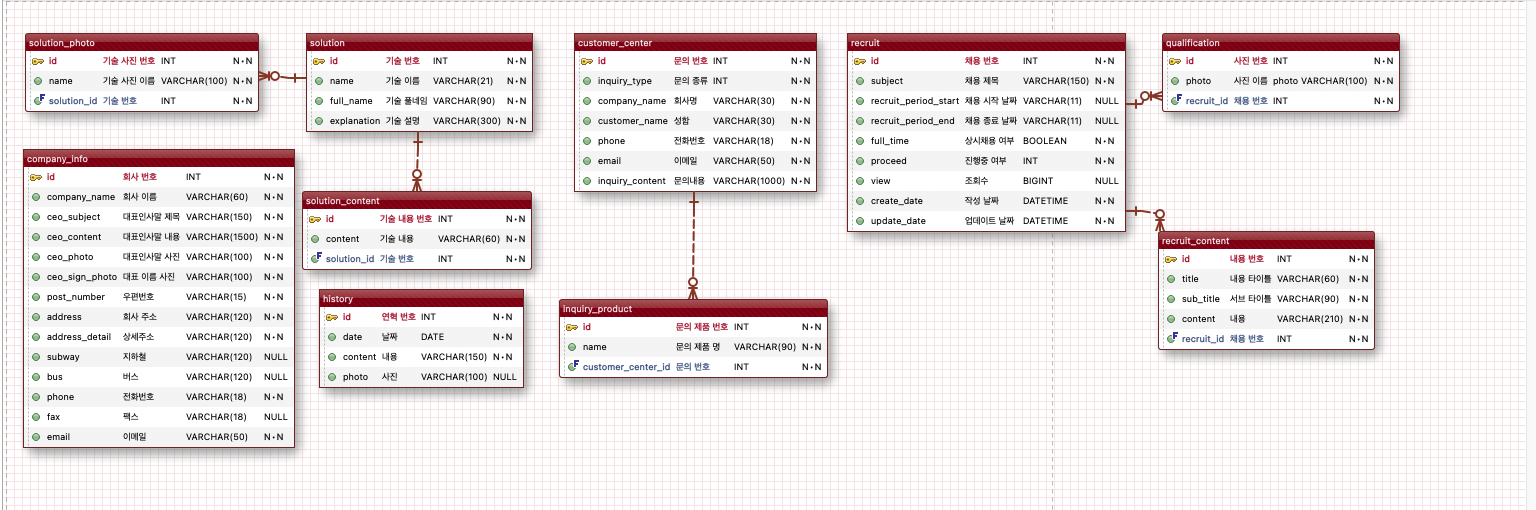 solution_photo
id 기술 사진 번호 INT N·N
name 기술 사진 이름 VARCHAR(100) N·N
solution_id 기술 번호 INT N·N
solution
id 기술 번호 INT N·N
name 기술 이름 VARCHAR(21) N·N
full_name 기술 풀네임 VARCHAR(90) N·N
explanation 기술 설명 VARCHAR(300) N·N
customer_center
id 문의 번호 INT N·N
inquiry_type 문의 종류 INT N·N
company_name 회사명 VARCHAR(30) N·N
customer_name 성함 VARCHAR(30) N·N
phone 전화번호 VARCHAR(18) N·N
email 이메일 VARCHAR(50) N·N
inquiry_content 문의내용 VARCHAR(1000) N·N
recruit
id 채용 번호 INT N·N
subject 채용 제목 VARCHAR(150) N·N
recruit_period_start 채용 시작 날짜 VARCHAR(11) NULL
recruit_period_end 채용 종료 날짜 VARCHAR(11) NULL
full_time 상시채용 여부 BOOLEAN N·N
proceed 진행중 여부 INT N·N
view 조회수 BIGINT NULL
create_date 작성 날짜 DATETIME N·N
update_date 업데이트 날짜 DATETIME N·N
qualification
id 사진 번호 INT N·N
photo 사진 이름 photo VARCHAR(100) N·N
recruit_id 채용 번호 INT N·N
company_info
id 회사 번호 INT N·N
company_name 회사 이름 VARCHAR(60) N·N
ceo_subject 대표인사말 제목 VARCHAR(150) N·N
ceo_content 대표인사말 내용 VARCHAR(1500) N·N
ceo_photo 대표인사말 사진 VARCHAR(100) N·N
ceo_sign_photo 대표 이름 사진 VARCHAR(100) N·N
post_number 우편번호 VARCHAR(15) N·N
address 회사 주소 VARCHAR(120) N·N
address_detail 상세주소 VARCHAR(120) N·N
subway 지하철 VARCHAR(120) NULL
bus 버스 VARCHAR(120) NULL
phone 전화번호 VARCHAR(18) N·N
fax 팩스 VARCHAR(18) NULL
email 이메일 VARCHAR(50) N·N
solution_content
id 기술 내용 번호 INT N·N
content 기술 내용 VARCHAR(60) N·N
solution_id 기술 번호 INT N·N
history
id 연혁 번호 INT N·N
date 날짜 DATE N·N
content 내용 VARCHAR(150) N·N
photo 사진 VARCHAR(100) NULL
inquiry_product
id 문의 제품 번호 INT N·N
name 문의 제품 명 VARCHAR(90) N·N
customer_center_id 문의 번호 INT N·N
recruit_content
id 내용 번호 INT N·N
title 내용 타이틀 VARCHAR(60) N·N
sub_title 서브 타이틀 VARCHAR(90) N·N
content 내용 VARCHAR(210) N·N
recruit_id 채용 번호 INT N·N